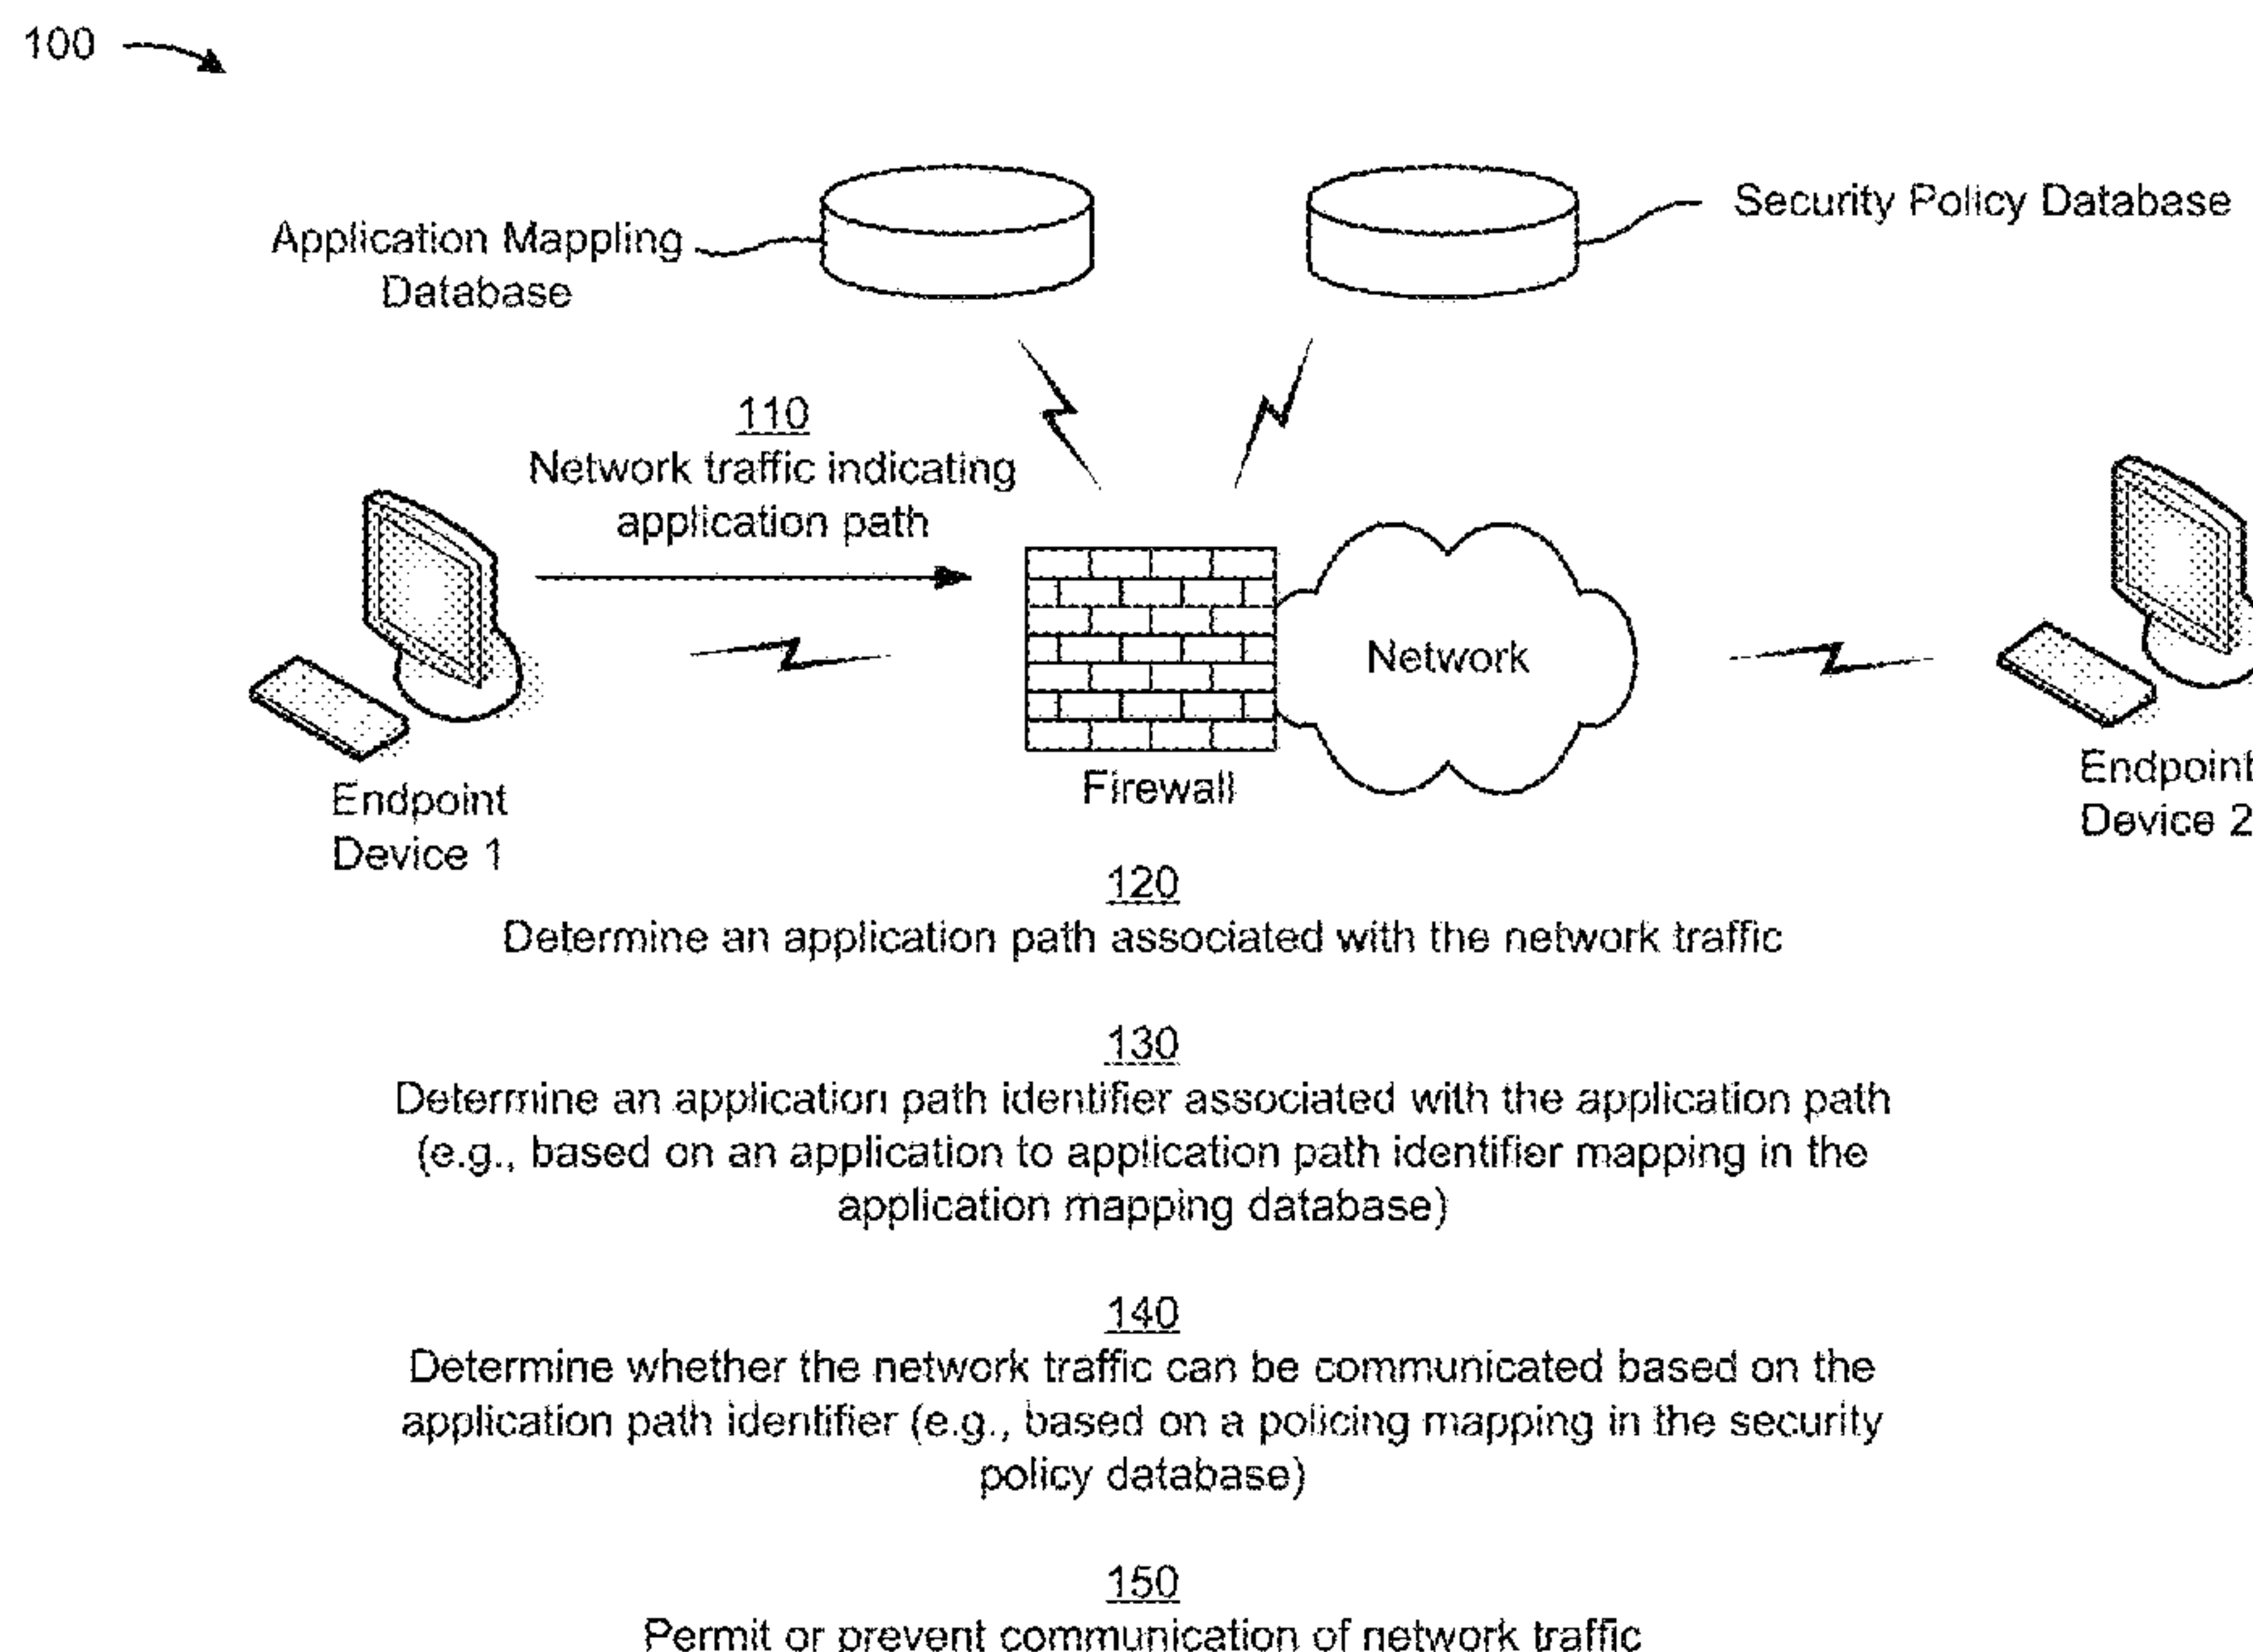 100
Application Mappling
Database
Security Policy Database
110
Network traffic indicating
application path
Network
Firewall
Endpoint
Device 1
Endpoint
Device 2
120
Determine an application path associated with the network traffic
130
Determine an application path identifier associated with the application path
(e.g., based on an application to application path identifier mapping in the
application mapping database)
140
Determine whether the network traffic can be communicated based on the
application path identifier (e.g., based on a policing mapping in the security
policy database)
150
Permit or prevent communication of network traffic